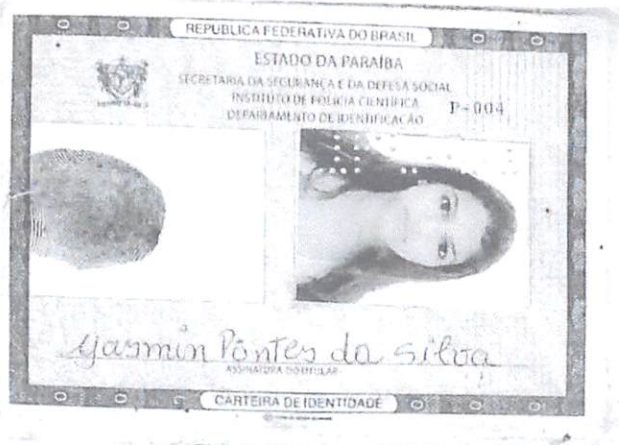 REPÚBLICA FEDERATIVA DO BRASIL
ESTADO DA PARAÍBA
SECRETARIA DA SEGURANÇA E DA DEFESA SOCIAL
INSTITUTO DE POLÍCIA CIENTÍFICA
P-004
DEPARTAMENTO DE IDENTIFICAÇÃO
Yasmin Pontes da Silva
ASSINATURA DO TITULAR
CARTEIRA DE IDENTIDADE